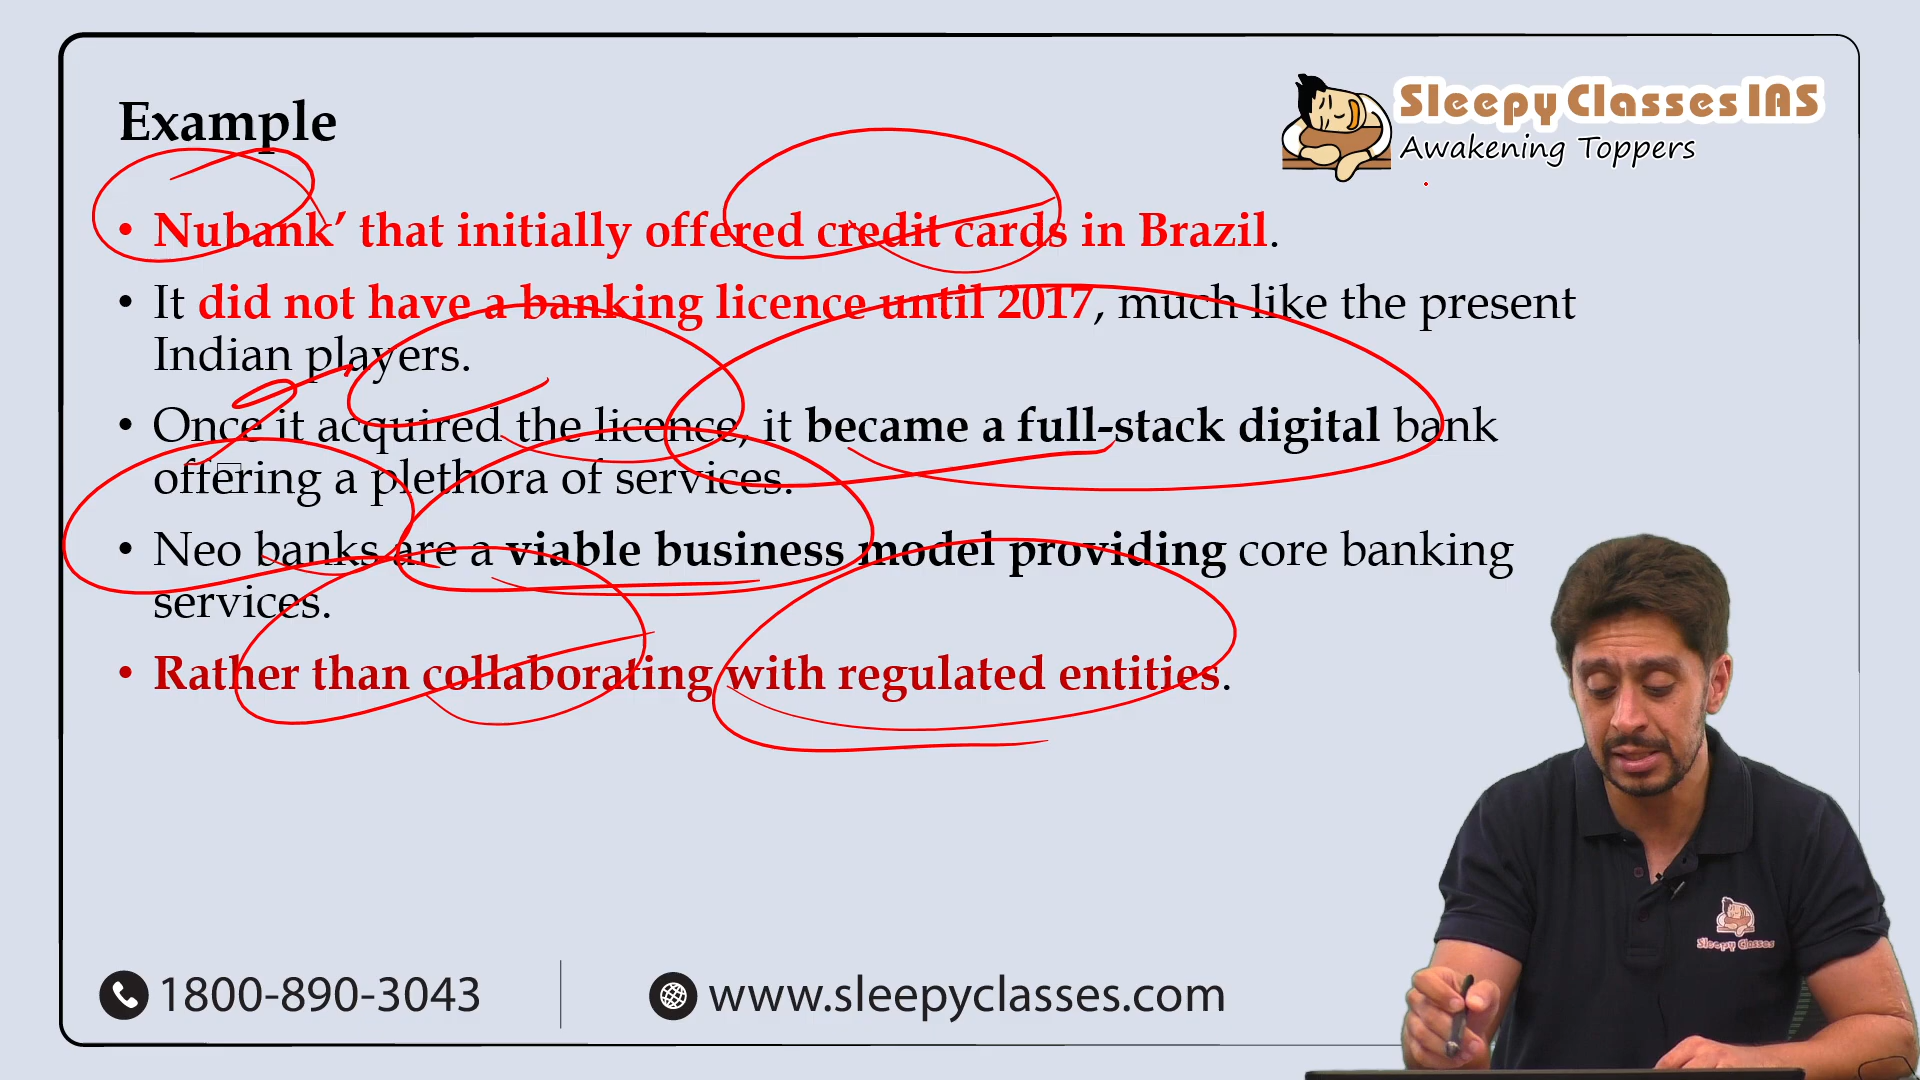 Example
Sleepy Classes IAS
Awakening Toppers
• Nubank’ that initially offered credit cards in Brazil.
• It did not have a banking licence until 2017, much like the present
Indian players.
• Once it acquired the licence, it became a full-stack digital bank
offering a plethora of services.
• Neo banks are a viable business model providing core banking
services.
• Rather than collaborating with regulated entities.
Sleepy Classes
1800-890-3043
www.sleepyclasses.com